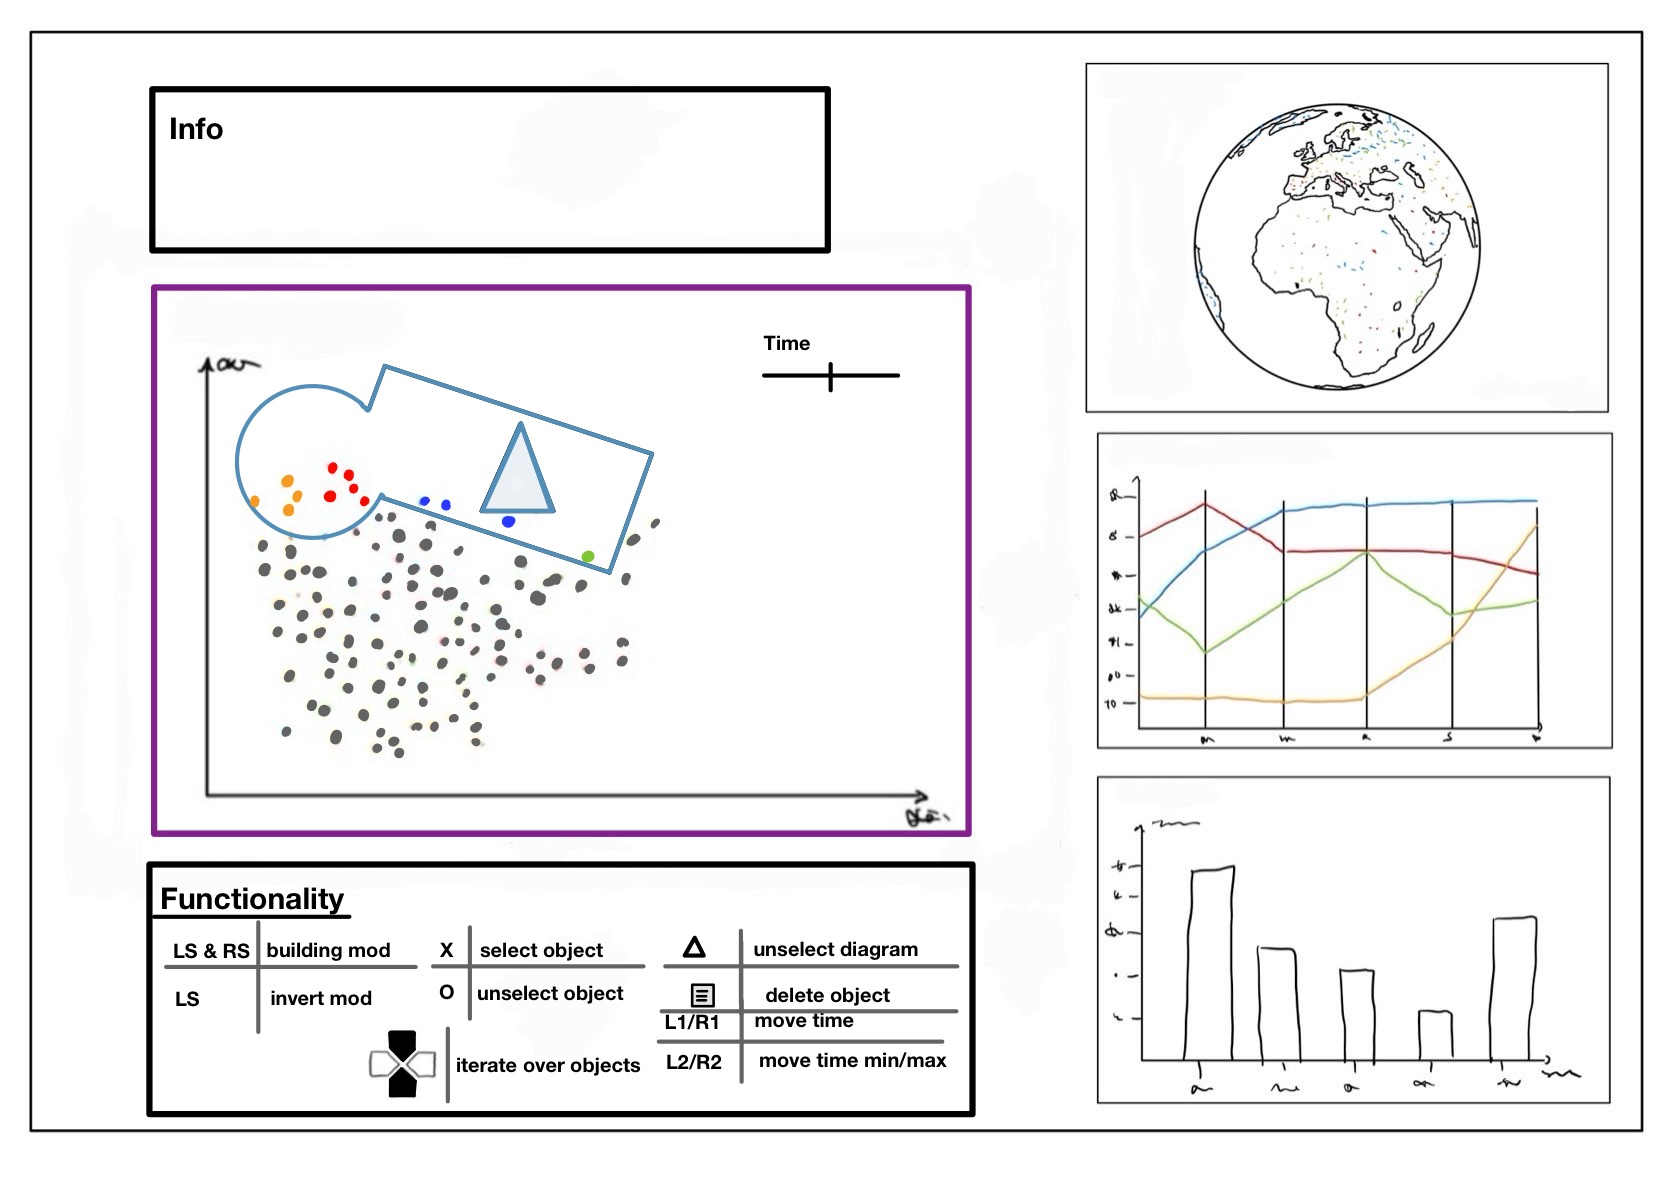 Info
Time
Functionality
LS & RS building mod
LS invert mod
X select object
O unselect object
iterate over objects
△ unselect diagram
delete object
L1/R1 move time
L2/R2 move time min/max